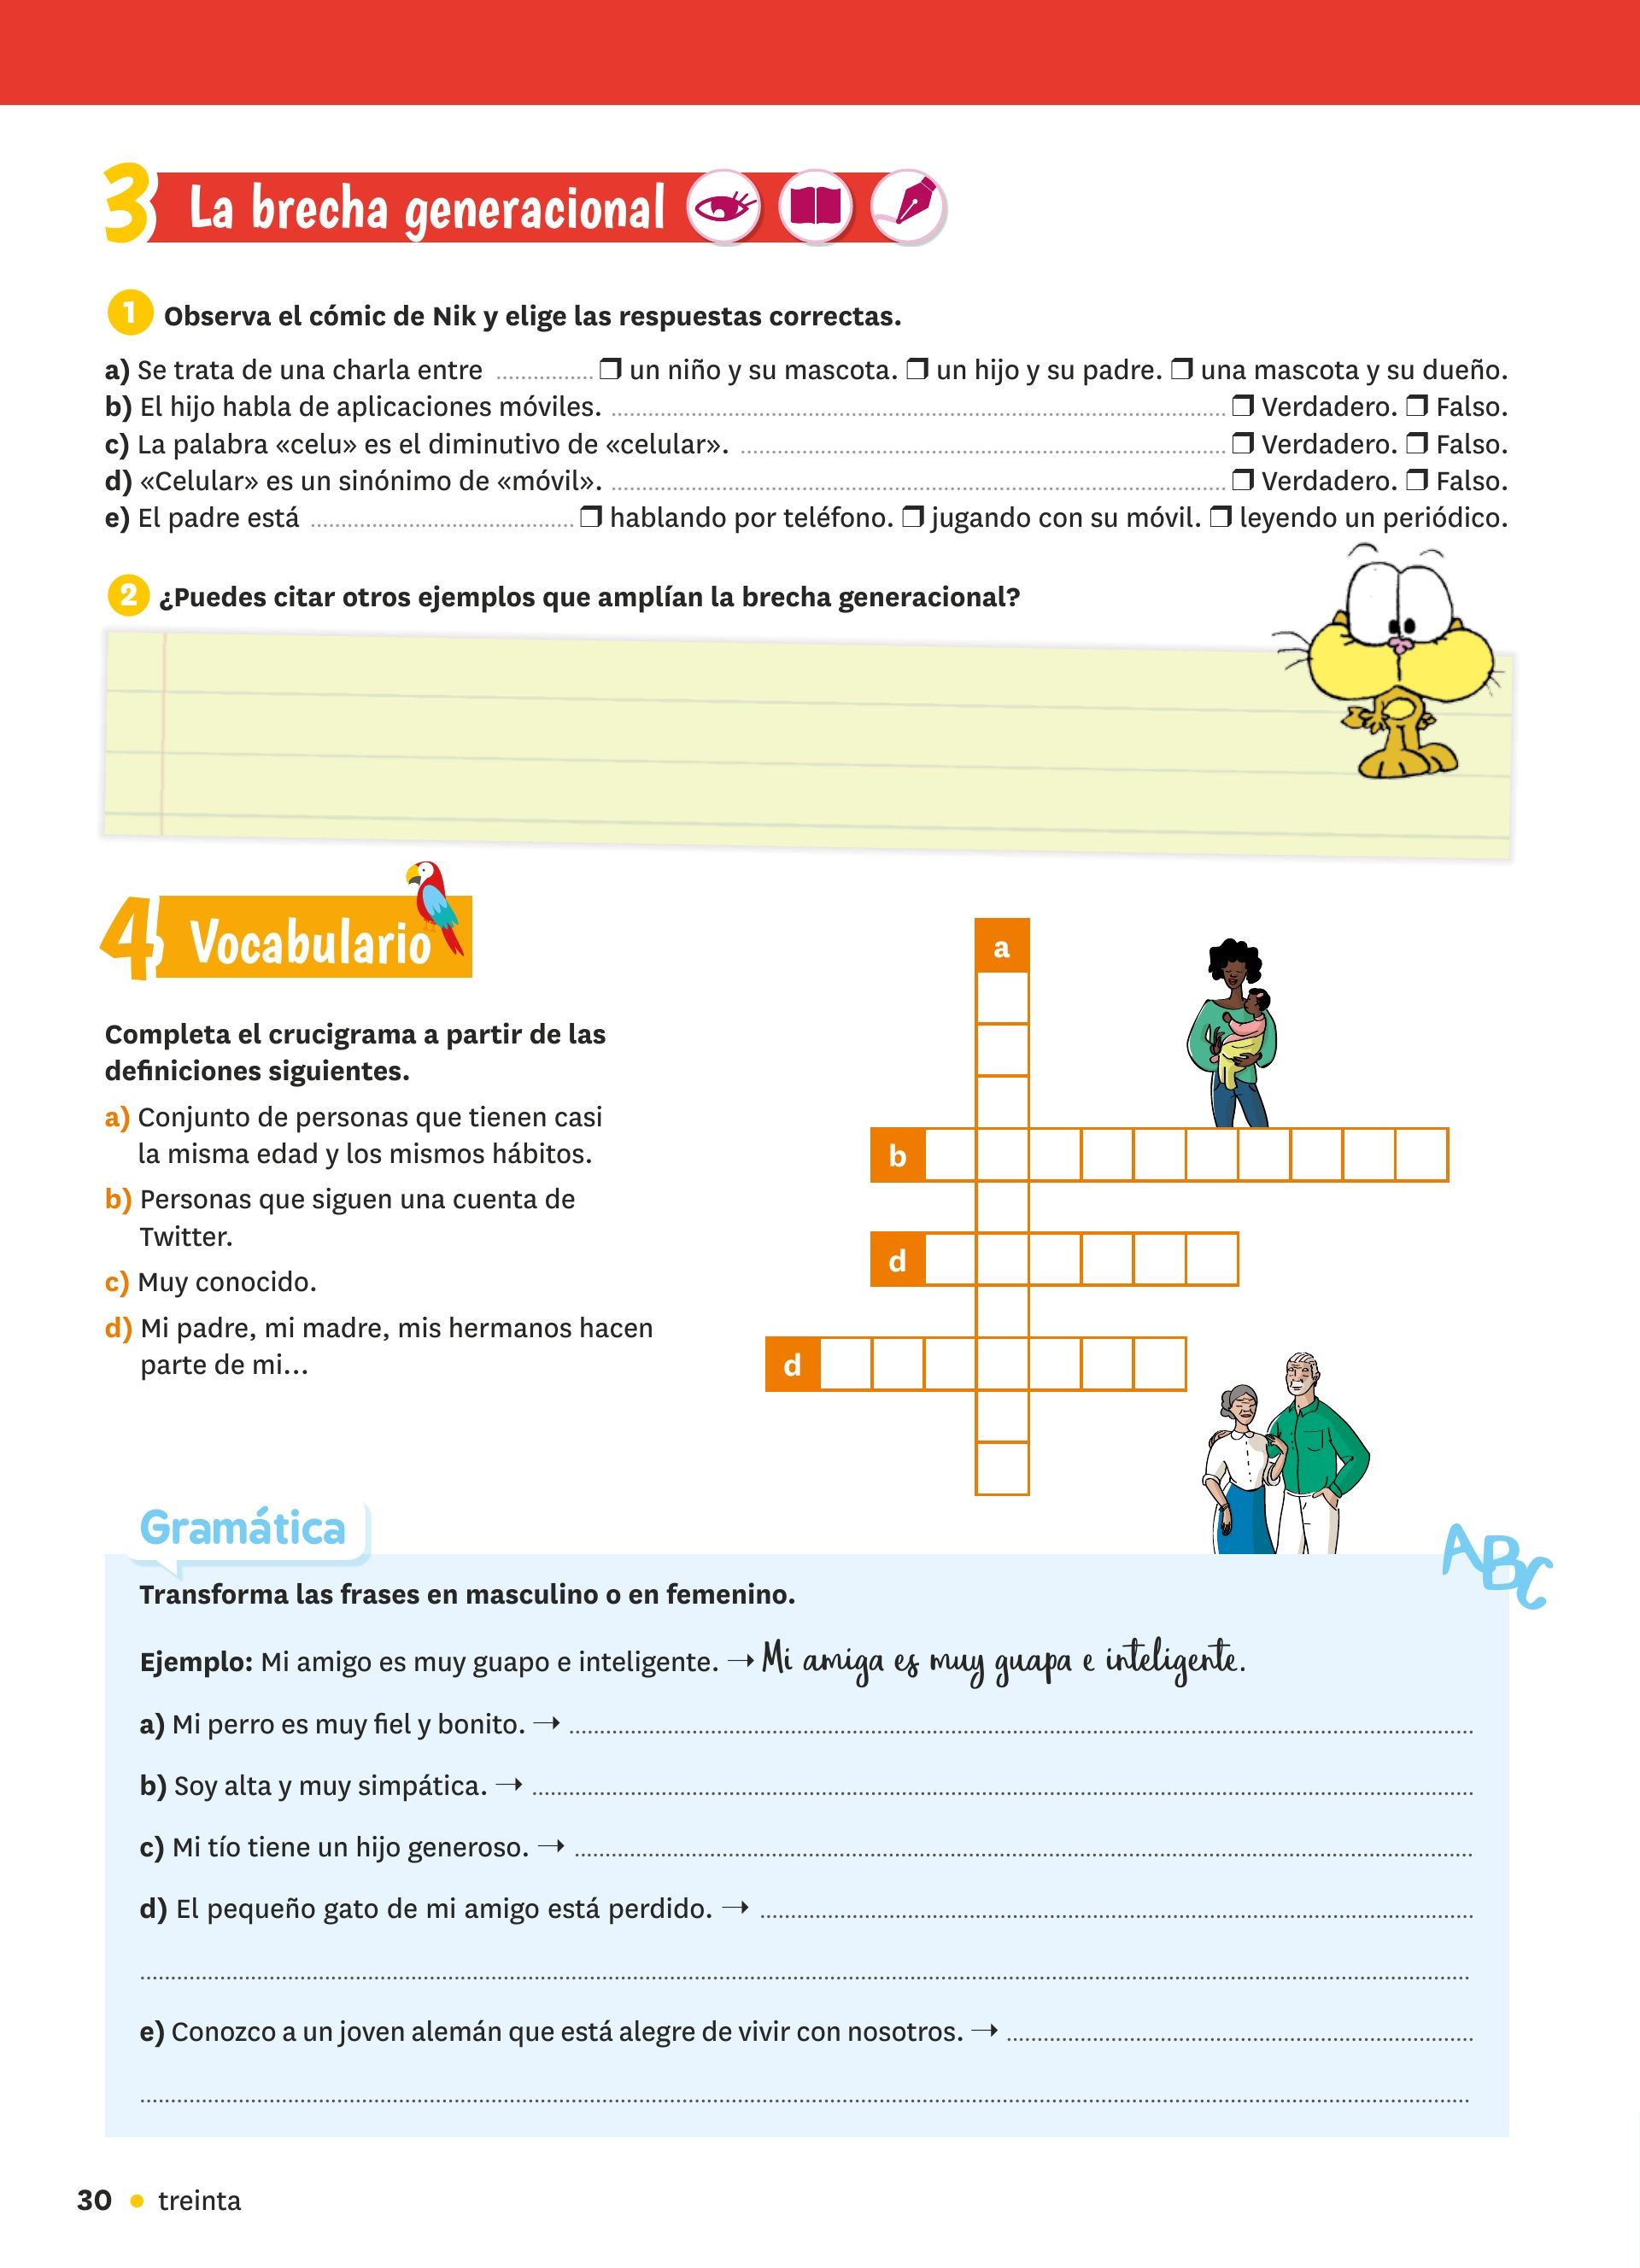 3 La brecha generacional
1 Observa el cómic de Nik y elige las respuestas correctas.
a) Se trata de una charla entre ............... ❒ un niño y su mascota. ❒ un hijo y su padre. ❒ una mascota y su dueño.
b) El hijo habla de aplicaciones móviles. ............... ❒ Verdadero. ❒ Falso.
c) La palabra «celu» es el diminutivo de «celular». ............... ❒ Verdadero. ❒ Falso.
d) «Celular» es un sinónimo de «móvil». ............... ❒ Verdadero. ❒ Falso.
e) El padre está ............... ❒ hablando por teléfono. ❒ jugando con su móvil. ❒ leyendo un periódico.
2 ¿Puedes citar otros ejemplos que amplían la brecha generacional?
4 Vocabulario
Completa el crucigrama a partir de las
definiciones siguientes.
a) Conjunto de personas que tienen casi
la misma edad y los mismos hábitos.
b) Personas que siguen una cuenta de
Twitter.
c) Muy conocido.
d) Mi padre, mi madre, mis hermanos hacen
parte de mi...
a
b
d
d
Gramática
ABC
Transforma las frases en masculino o en femenino.
Ejemplo: Mi amigo es muy guapo e inteligente. → Mi amiga es muy guapa e inteligente.
a) Mi perro es muy fiel y bonito. → ...............
b) Soy alta y muy simpática. → ...............
c) Mi tío tiene un hijo generoso. → ...............
d) El pequeño gato de mi amigo está perdido. → ...............
e) Conozco a un joven alemán que está alegre de vivir con nosotros. → ...............
30 • treinta